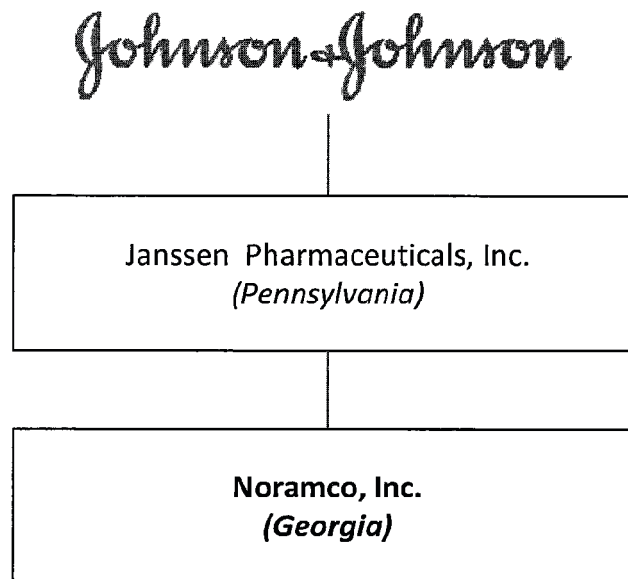 Johnson & Johnson
Janssen Pharmaceuticals, Inc.
(Pennsylvania)
Noramco, Inc.
(Georgia)